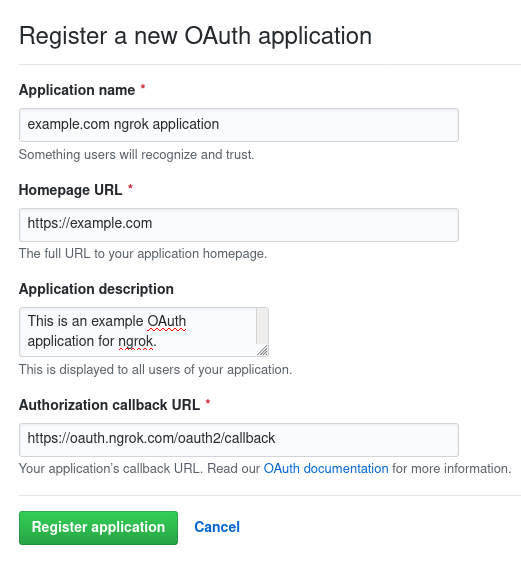 Register a new OAuth application
Application name *
example.com ngrok application
Something users will recognize and trust.
Homepage URL *
https://example.com
The full URL to your application homepage.
Application description
This is an example OAuth
application for ngrok.
This is displayed to all users of your application.
Authorization callback URL *
https://oauth.ngrok.com/oauth2/callback
Your application’s callback URL. Read our OAuth documentation for more information.
Register application Cancel